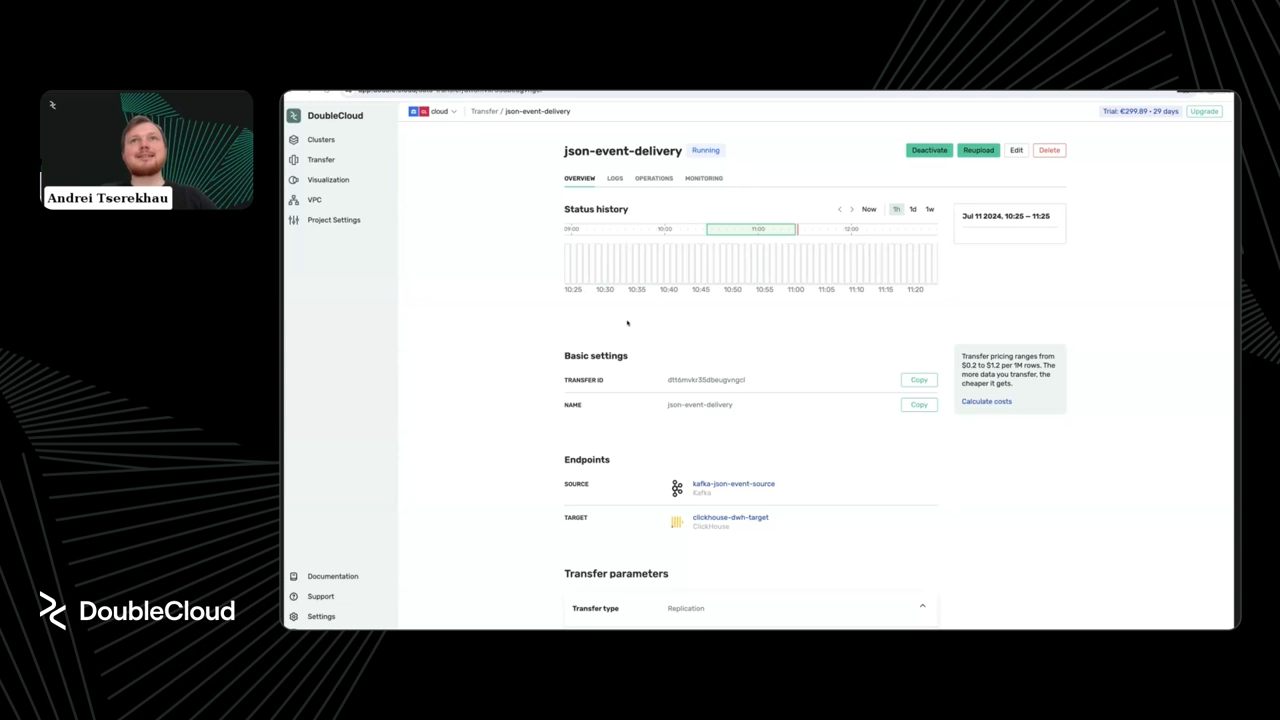 DoubleCloud
cloud
Transfer / json-event-delivery
Trial: €299.89 • 29 days
Upgrade
Clusters
Transfer
Visualization
VPC
Project Settings
Andrei Tserekhau
json-event-delivery
Running
Deactivate
Reupload
Edit
Delete
OVERVIEW
LOGS
OPERATIONS
MONITORING
Status history
Now
1h
1d
1w
Jul 11 2024, 10:25 — 11:25
09:00
10:00
11:00
12:00
10:25
10:30
10:35
10:40
10:45
10:50
10:55
11:00
11:05
11:10
11:15
11:20
Basic settings
TRANSFER ID
dtt6mvkr35dbeugvngcl
Copy
NAME
json-event-delivery
Copy
Transfer pricing ranges from
$0.2 to $1.2 per 1M rows. The
more data you transfer, the
cheaper it gets.
Calculate costs
Endpoints
SOURCE
kafka-json-event-source
Kafka
TARGET
clickhouse-dwh-target
ClickHouse
Transfer parameters
Transfer type
Replication
Documentation
Support
Settings
DoubleCloud